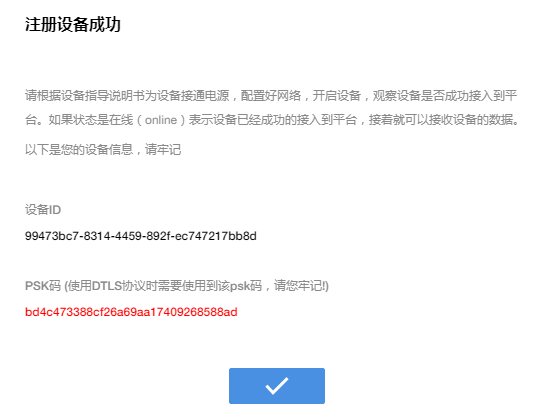 注册设备成功
请根据设备指导说明书为设备接通电源，配置好网络，开启设备，观察设备是否成功接入到平
台。如果状态是在线（online）表示设备已经成功的接入到平台，接着就可以接收设备的数据。
以下是您的设备信息，请牢记
设备ID
99473bc7-8314-4459-892f-ec747217bb8d
PSK码 (使用DTLS协议时需要使用到该psk码，请您牢记!)
bd4c473388cf26a69aa17409268588ad